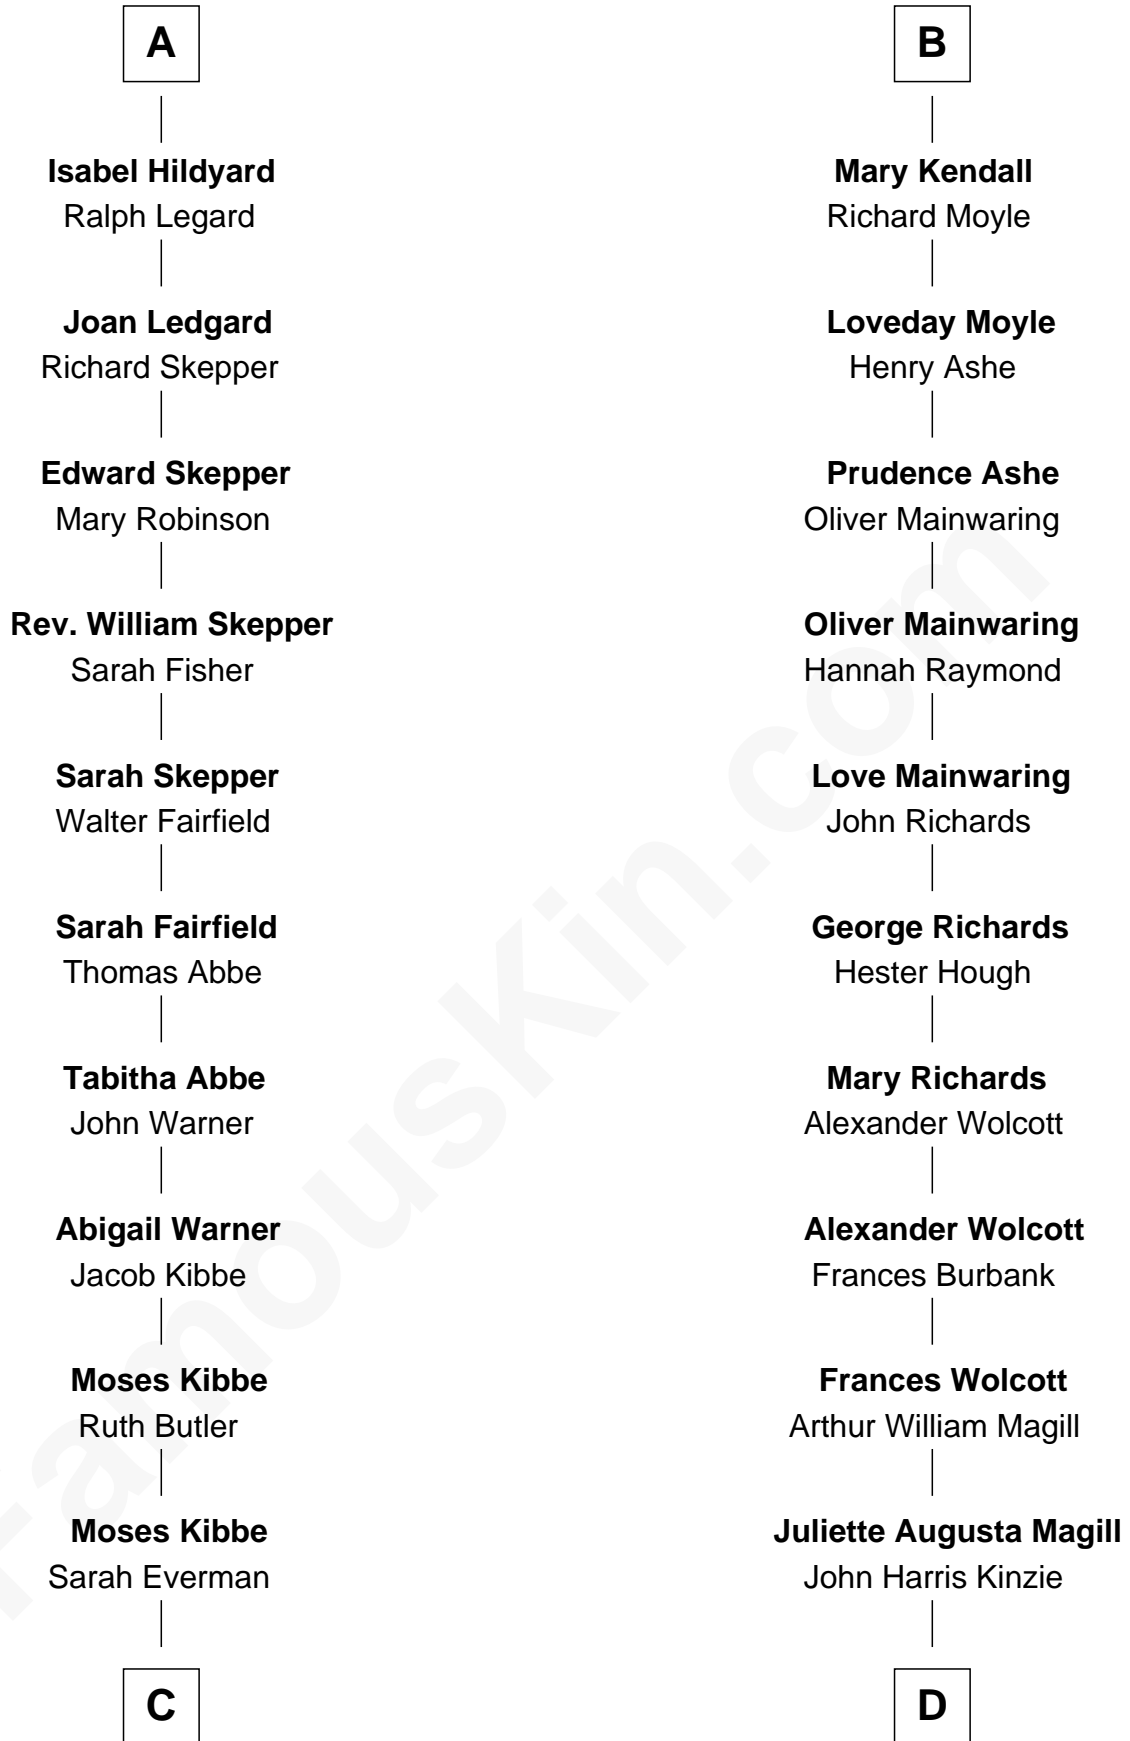 A
Isabel Hildyard
Ralph Legard
Joan Ledgard
Richard Skepper
Edward Skepper
Mary Robinson
Rev. William Skepper
Sarah Fisher
Sarah Skepper
Walter Fairfield
Sarah Fairfield
Thomas Abbe
Tabitha Abbe
John Warner
Abigail Warner
Jacob Kibbe
Moses Kibbe
Ruth Butler
Moses Kibbe
Sarah Everman
C
B
Mary Kendall
Richard Moyle
Loveday Moyle
Henry Ashe
Prudence Ashe
Oliver Mainwaring
Oliver Mainwaring
Hannah Raymond
Love Mainwaring
John Richards
George Richards
Hester Hough
Mary Richards
Alexander Wolcott
Alexander Wolcott
Frances Burbank
Frances Wolcott
Arthur William Magill
Juliette Augusta Magill
John Harris Kinzie
D
FamousKin.com